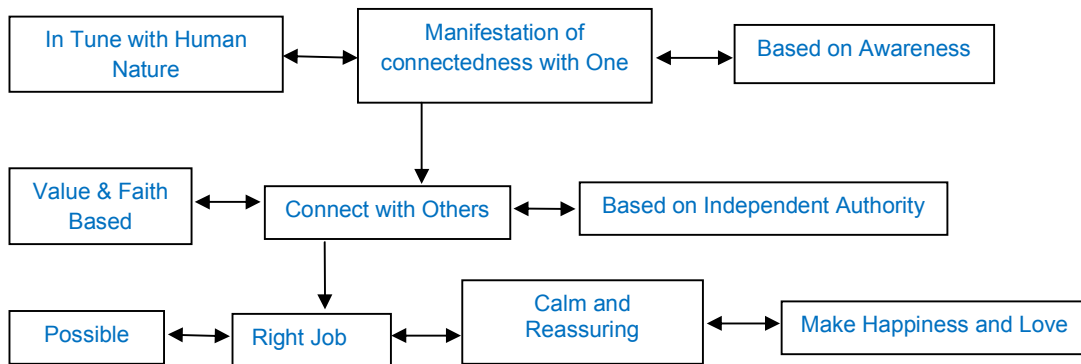 In Tune with Human
Nature
Manifestation of
connectedness with One
Based on Awareness
Value & Faith
Based
Connect with Others
Based on Independent Authority
Possible
Right Job
Calm and
Reassuring
Make Happiness and Love